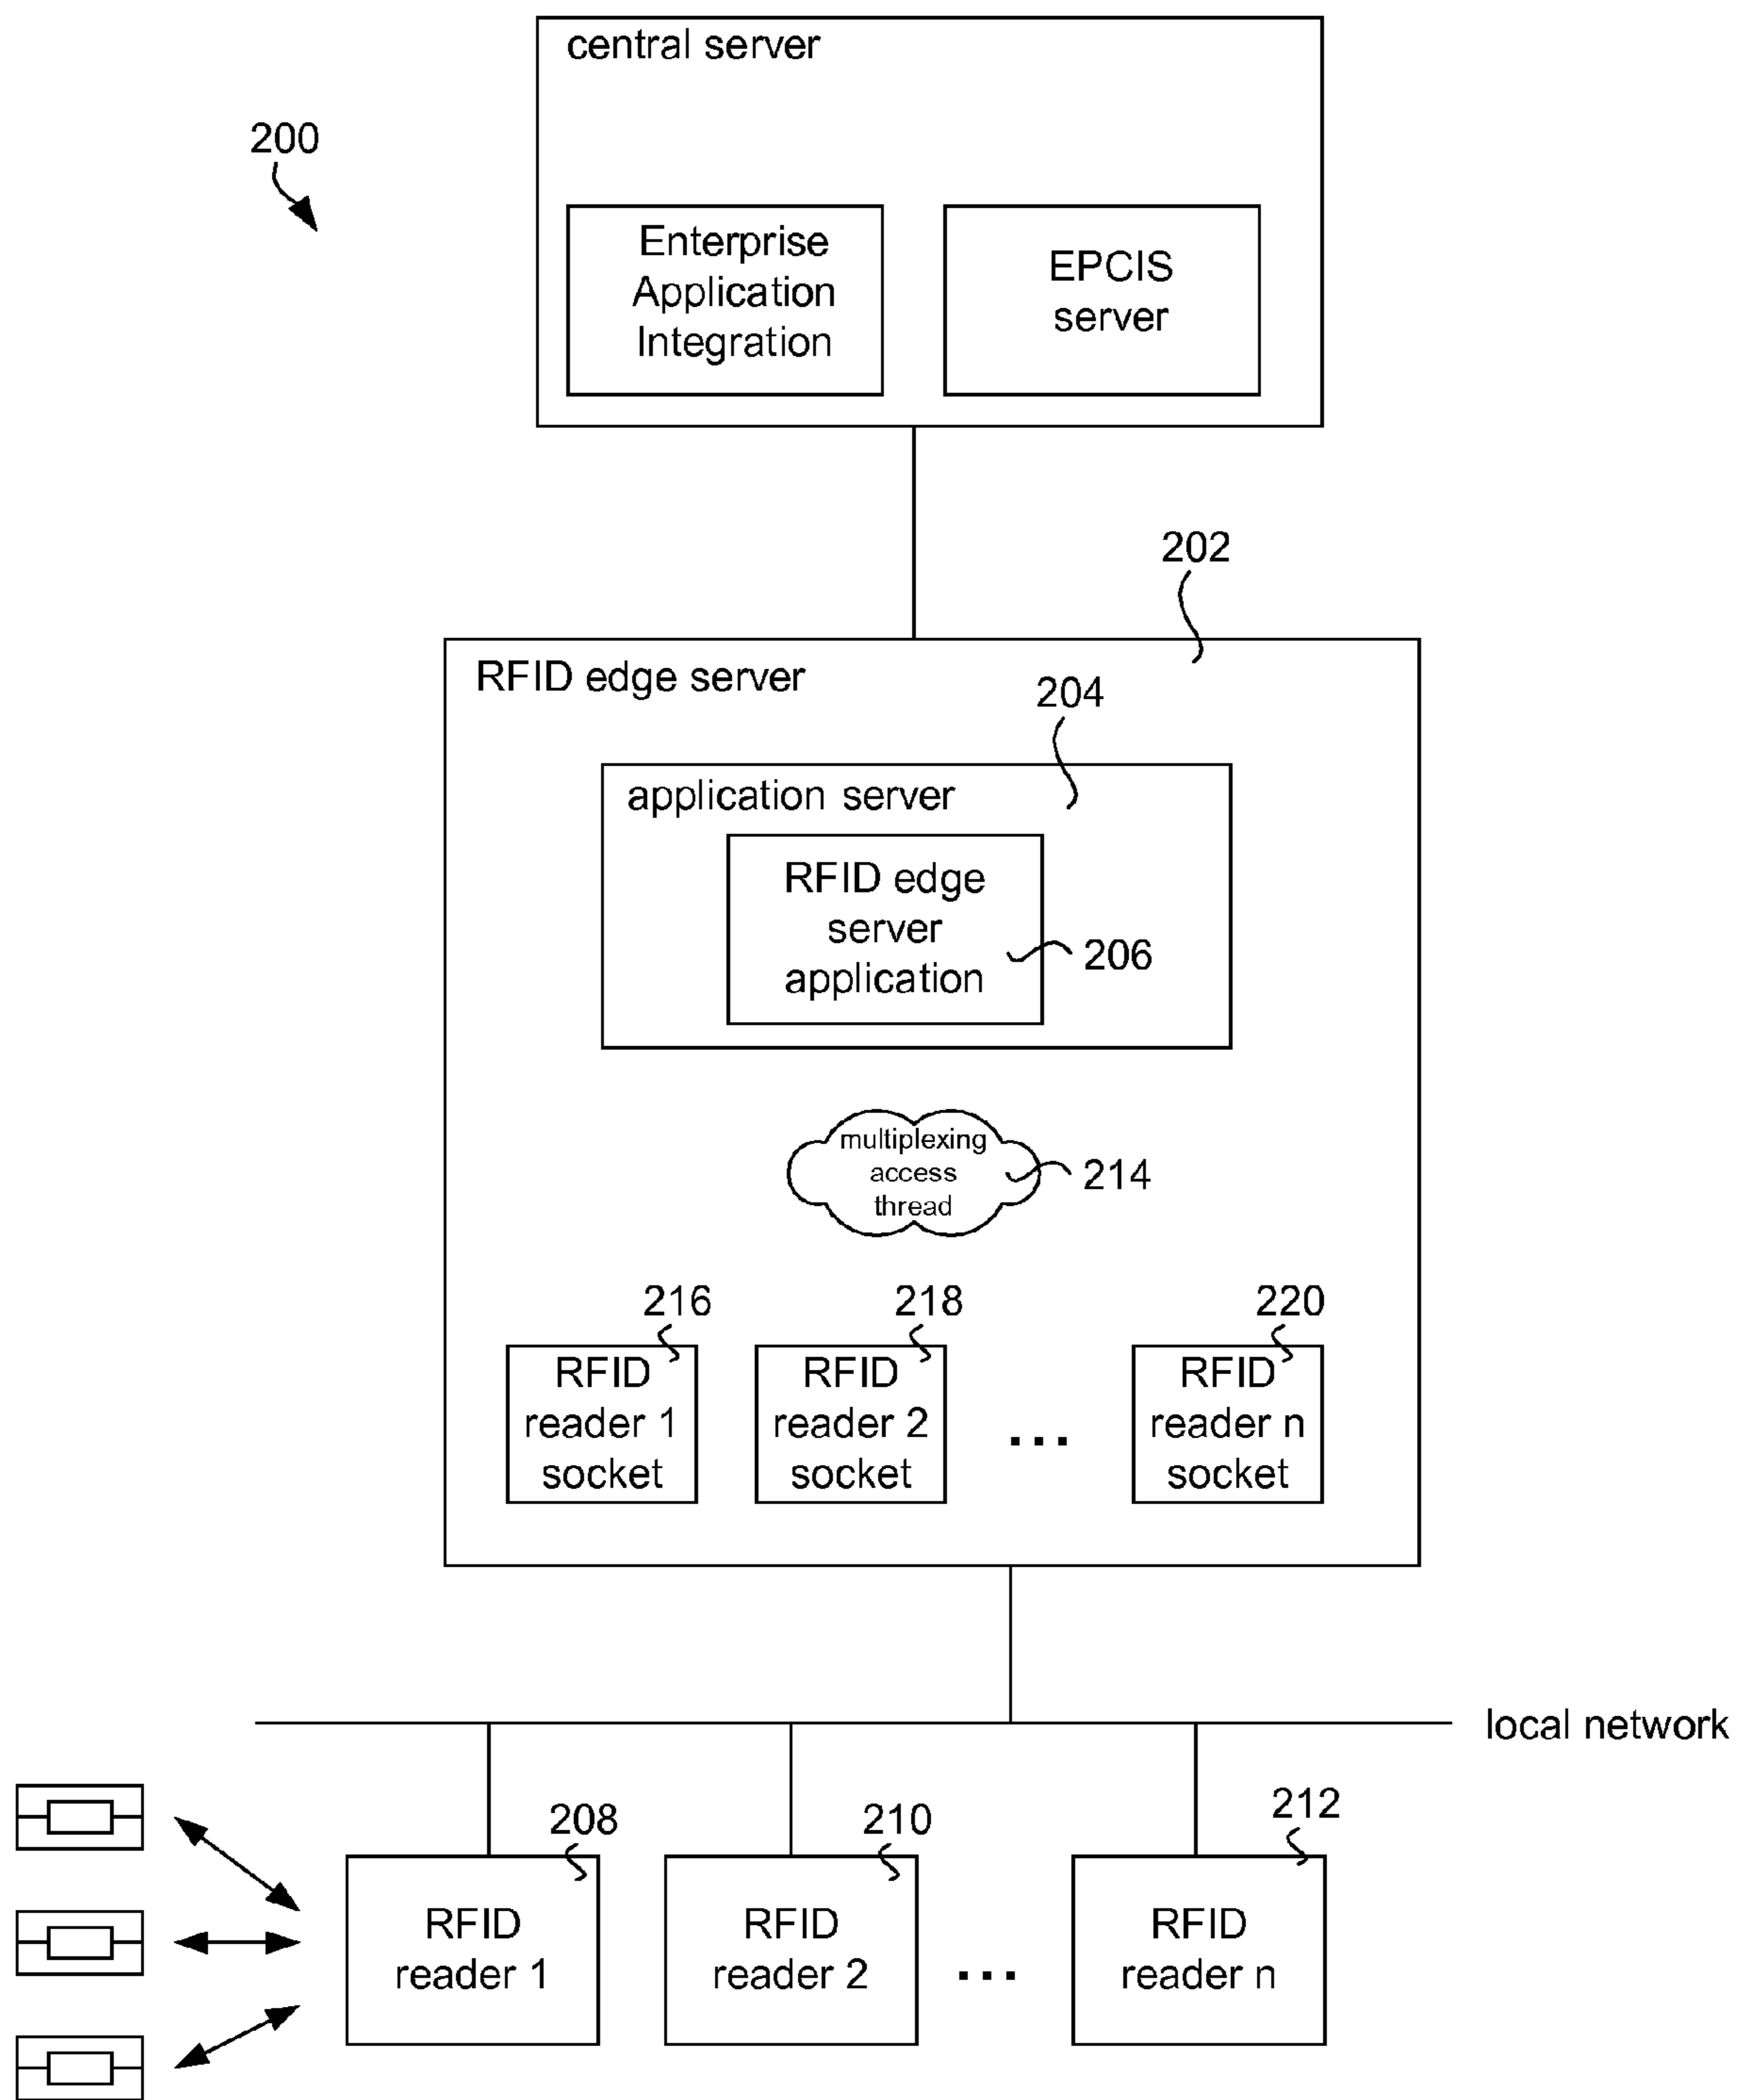 central server
200
Enterprise
Application
Integration
EPCIS
server
202
RFID edge server
204
application server
RFID edge
server
application
206
multiplexing
access
thread
214
216
218
220
RFID
reader 1
socket
RFID
reader 2
socket
...
RFID
reader n
socket
local network
208
210
212
RFID
reader 1
RFID
reader 2
...
RFID
reader n